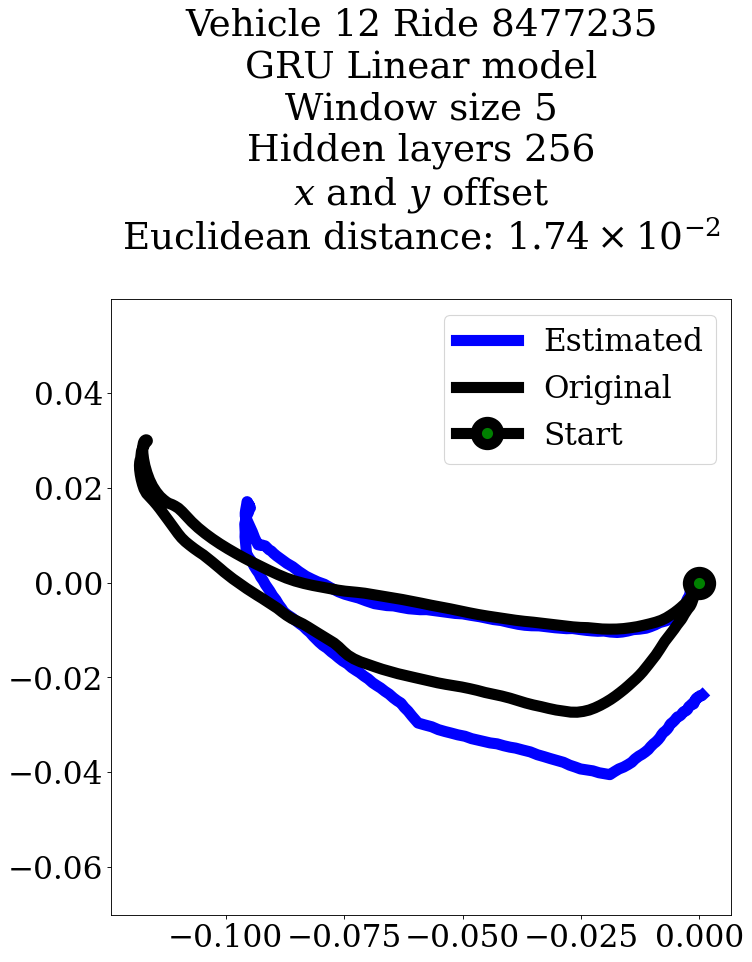 Vehicle 12 Ride 8477235
GRU Linear model
Window size 5
Hidden layers 256
x and y offset
Euclidean distance: 1.74 × 10⁻²
Estimated
Original
Start
0.04
0.02
0.00
−0.02
−0.04
−0.06
−0.100 −0.075 −0.050 −0.025 0.000